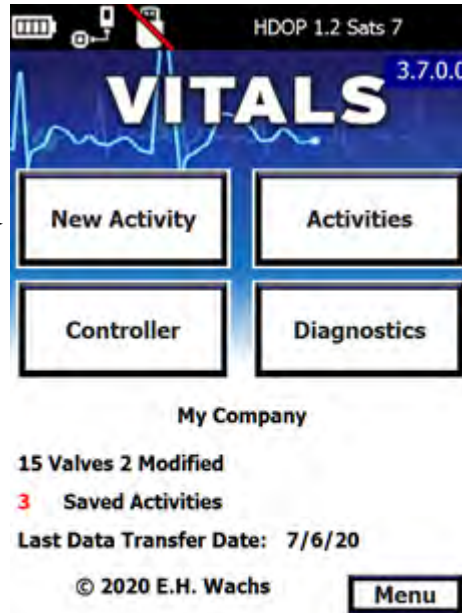 HDOP 1.2 Sats 7
VITALS
3.7.0.0
New Activity
Activities
Controller
Diagnostics
My Company
15 Valves 2 Modified
3 Saved Activities
Last Data Transfer Date: 7/6/20
© 2020 E.H. Wachs
Menu